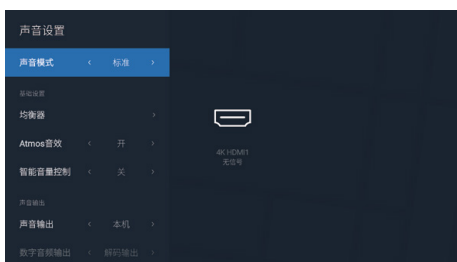 声音设置
声音模式 ‹ 标准 ›
基础设置
均衡器 ›
Atmos音效 ‹ 开 ›
智能音量控制 ‹ 关 ›
声音输出
声音输出 ‹ 本机 ›
数字音频输出 ‹ 解码输出 ›
4K HDMI1
无信号